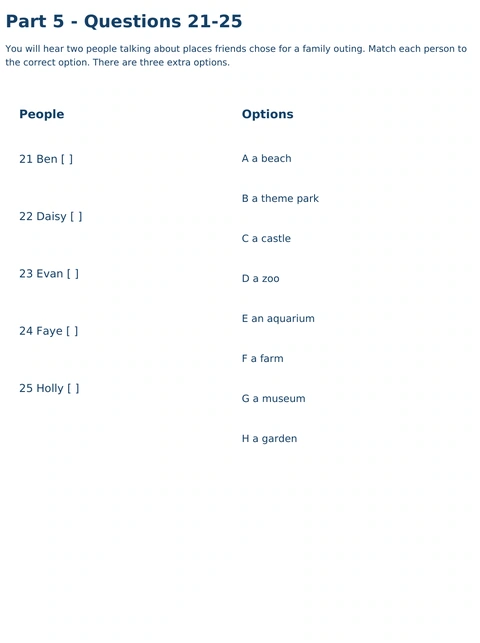 Part 5 - Questions 21-25
You will hear two people talking about places friends chose for a family outing. Match each person to
the correct option. There are three extra options.
People
21 Ben [ ]
22 Daisy [ ]
23 Evan [ ]
24 Faye [ ]
25 Holly [ ]
Options
A a beach
B a theme park
C a castle
D a zoo
E an aquarium
F a farm
G a museum
H a garden